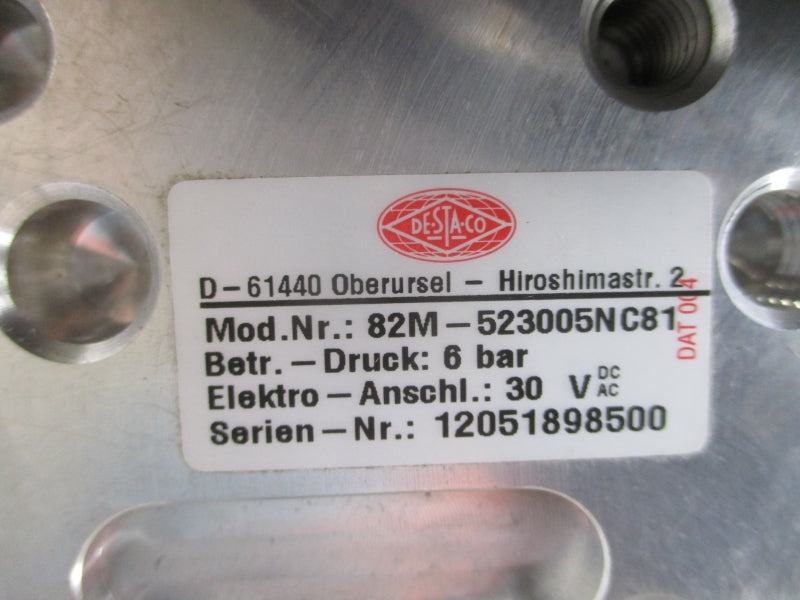 DE-STA-CO
D-61440 Oberursel - Hiroshimastr. 2
Mod.Nr.: 82M-523005NC81
Betr.-Druck: 6 bar
Elektro-Anschl.: 30 V DC AC
Serien-Nr.: 12051898500
DAT 004